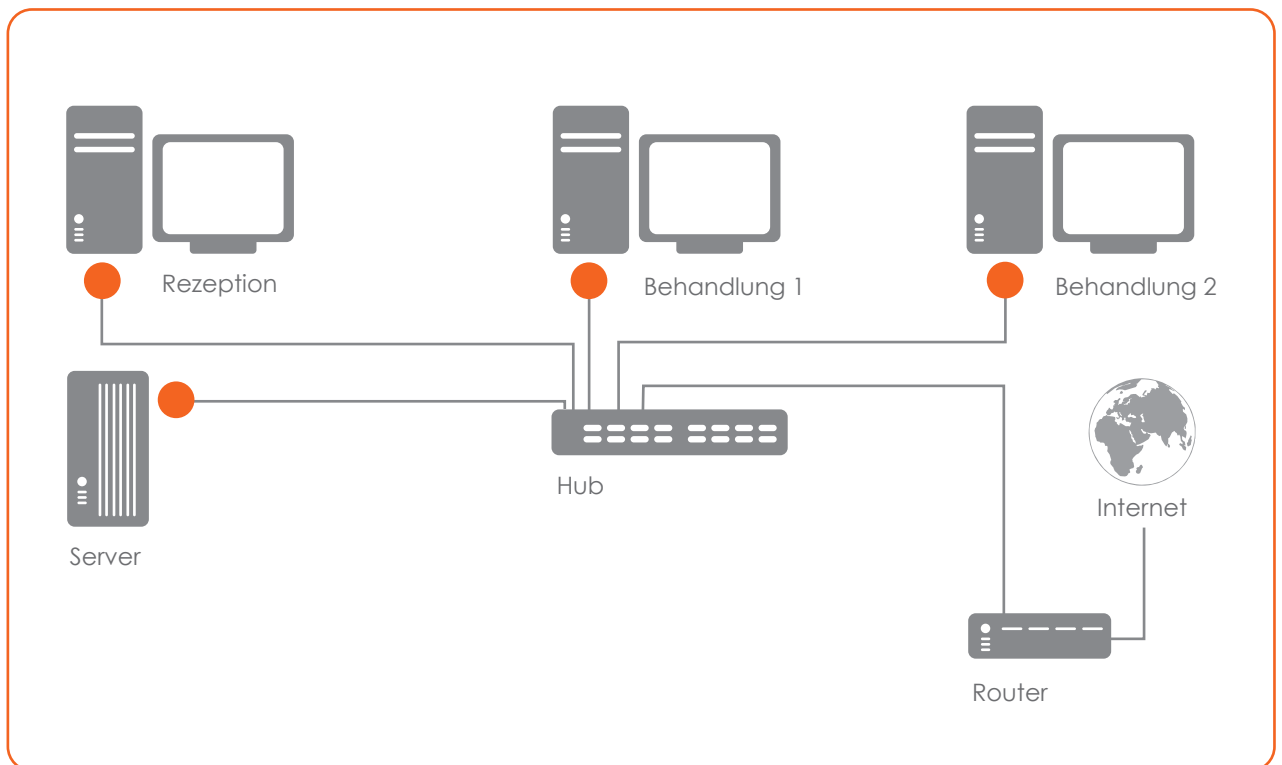 Rezeption
Behandlung 1
Behandlung 2
Hub
Internet
Server
Router